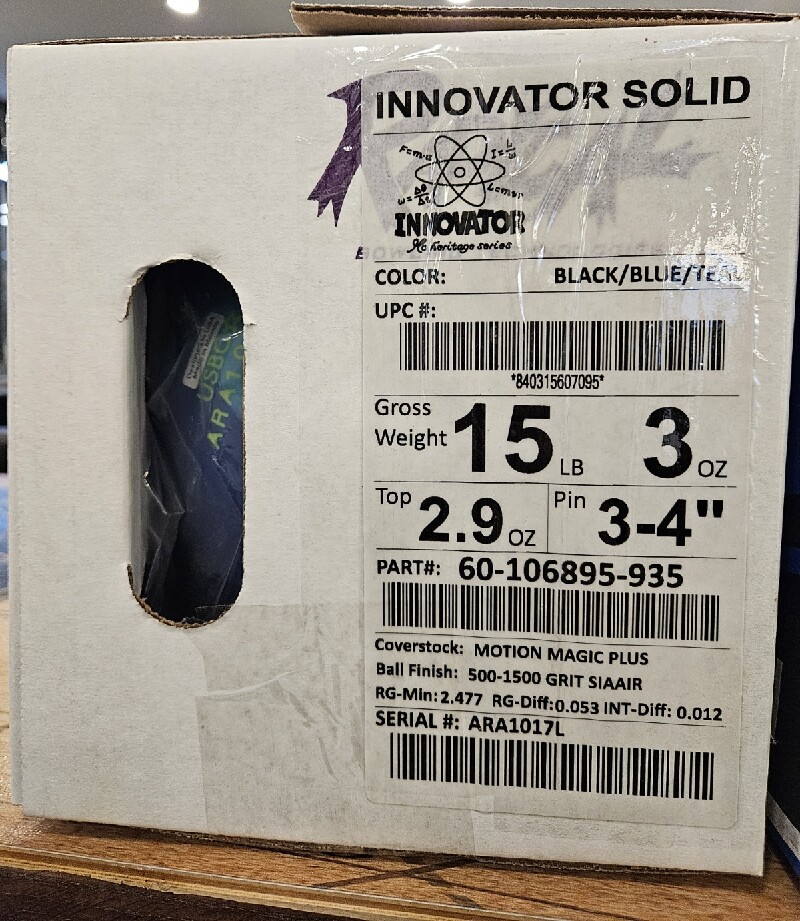 INNOVATOR SOLID
INNOVATOR
COLOR: BLACK/BLUE/TEAL
UPC #:
*840315607095*
Gross Weight 15 LB 3 OZ
Top 2.9 OZ Pin 3-4"
PART#: 60-106895-935
Coverstock: MOTION MAGIC PLUS
Ball Finish: 500-1500 GRIT SIAAIR
RG-Min: 2.477 RG-Diff: 0.053 INT-Diff: 0.012
SERIAL #: ARA1017L
USBC
ARA10